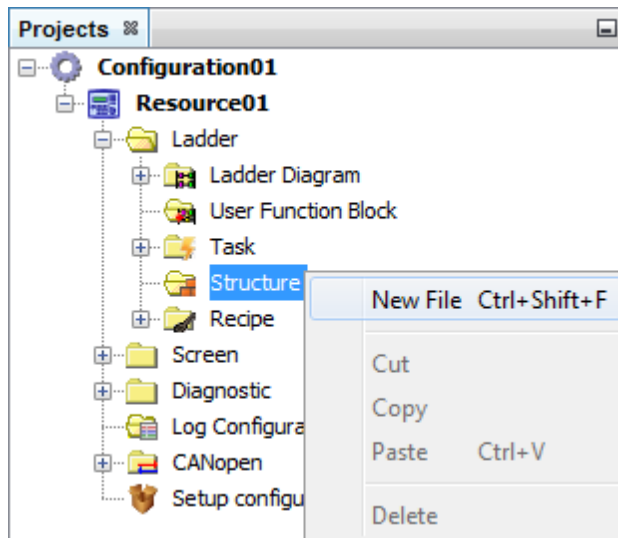 Projects
Configuration01
Resource01
Ladder
Ladder Diagram
User Function Block
Task
Structure
New File Ctrl+Shift+F
Recipe
Screen
Cut
Diagnostic
Copy
Log Configura
Paste Ctrl+V
CANopen
Setup configu
Delete